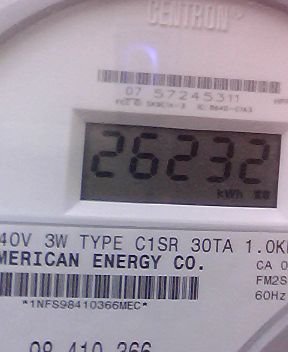 CENTRON
07 57245311
26232
kWh
40V 3W TYPE C1SR 30TA 1.0K
MERICAN ENERGY CO.
CA 0
FM2S
60Hz
*1NFS98410366MEC*
98 410 366